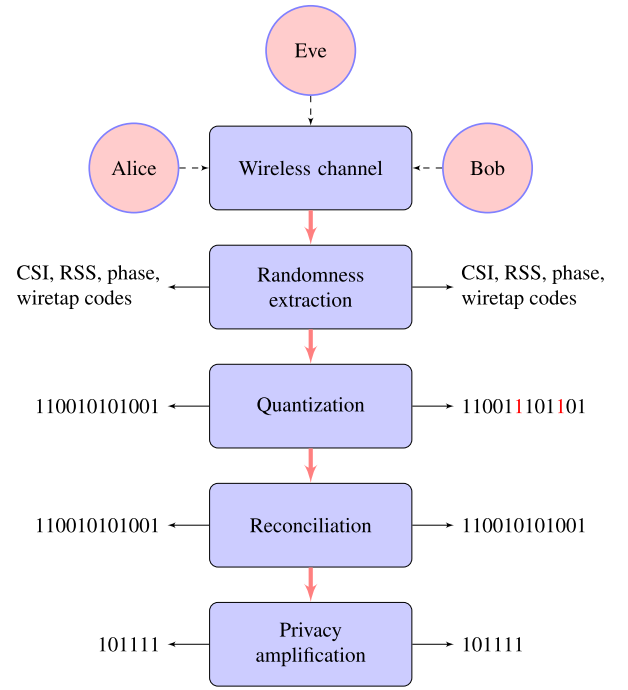 Eve
Alice
Wireless channel
Bob
CSI, RSS, phase,
wiretap codes
Randomness
extraction
CSI, RSS, phase,
wiretap codes
110010101001
Quantization
110011101101
110010101001
Reconciliation
110010101001
101111
Privacy
amplification
101111